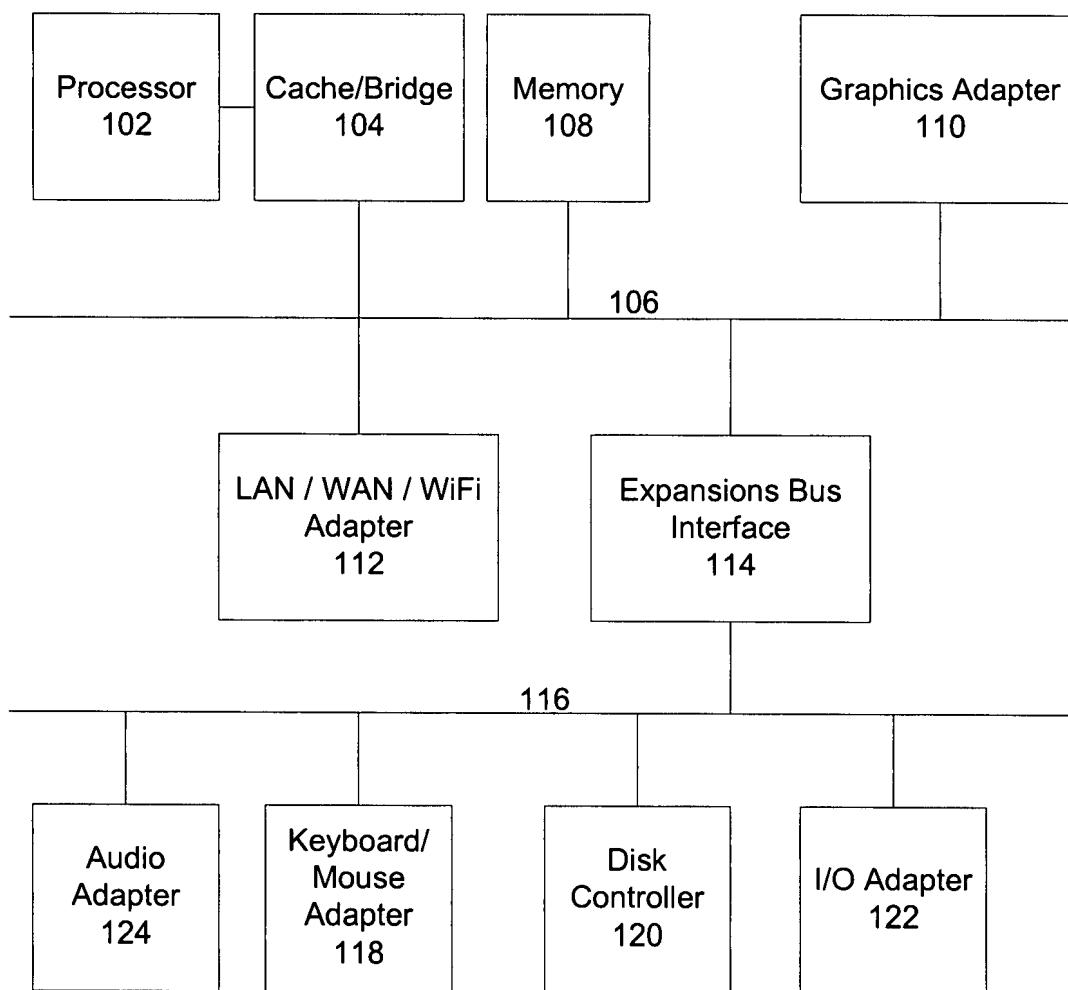 Processor
102
Cache/Bridge
104
Memory
108
Graphics Adapter
110
106
LAN / WAN / WiFi
Adapter
112
Expansions Bus
Interface
114
116
Audio
Adapter
124
Keyboard/
Mouse
Adapter
118
Disk
Controller
120
I/O Adapter
122